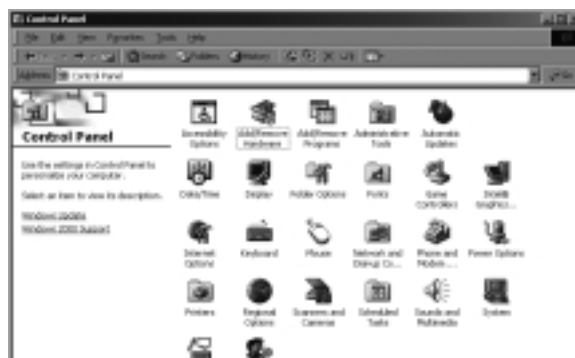 Control Panel
File Edit View Favorites Tools Help
Search Folders History
Address Control Panel Go
Control Panel
Use the settings in Control Panel to
personalize your computer.
Select an item to view its description.
Windows Update
Windows 2000 Support
Accessibility
Options
Add/Remove
Hardware
Add/Remove
Programs
Administrative
Tools
Automatic
Updates
Date/Time
Display
Folder Options
Fonts
Game
Controllers
Graphics...
Internet
Options
Keyboard
Mouse
Network and
Dial-up Co...
Phone and
Modem ...
Power Options
Printers
Regional
Options
Scanners and
Cameras
Scheduled
Tasks
Sounds and
Multimedia
System